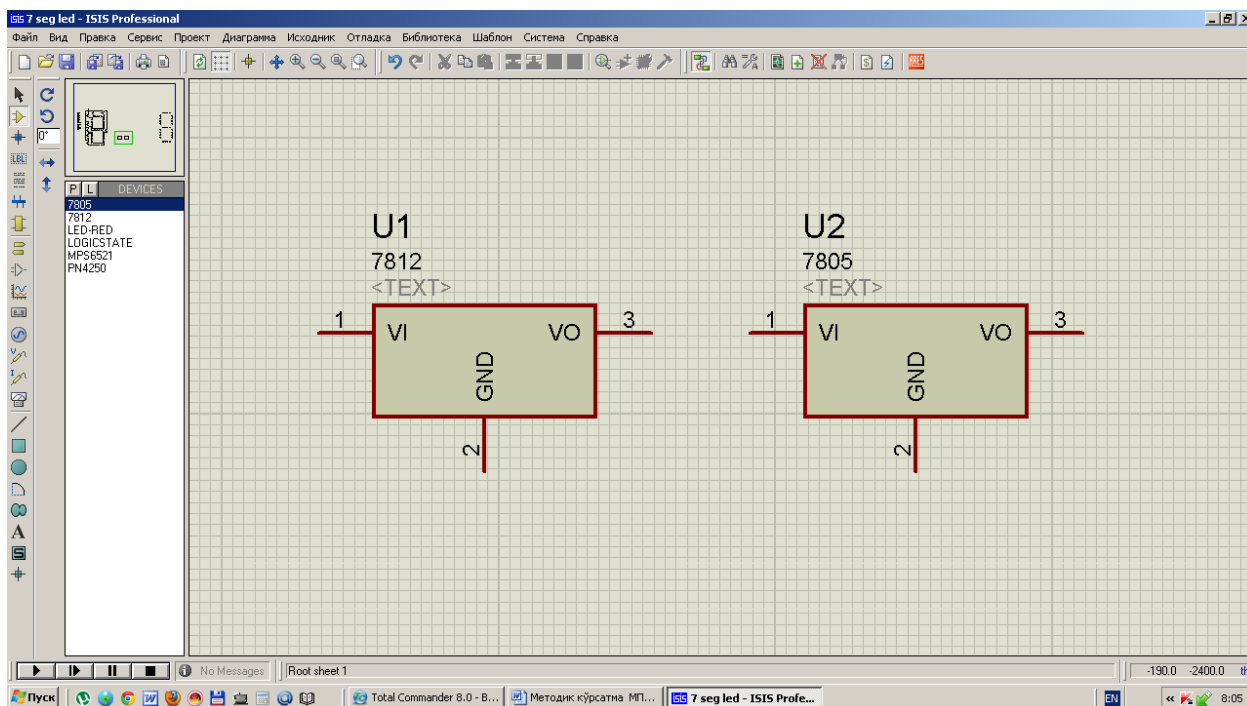 7 seg led - ISIS Professional
Файл Вид Правка Сервис Проект Диаграмма Исходник Отладка Библиотека Шаблон Система Справка
0°
LBL
P L DEVICES
7805
7812
LED-RED
LOGICSTATE
MPS6521
PN4250
U1
7812
<TEXT>
1 VI VO 3
GND
2
U2
7805
<TEXT>
1 VI VO 3
GND
2
A
S
No Messages
Root sheet 1
-190.0 -2400.0 th
Пуск
Total Commander 8.0 - B...
Методик кўрсатма МП...
7 seg led - ISIS Profe...
EN
8:05